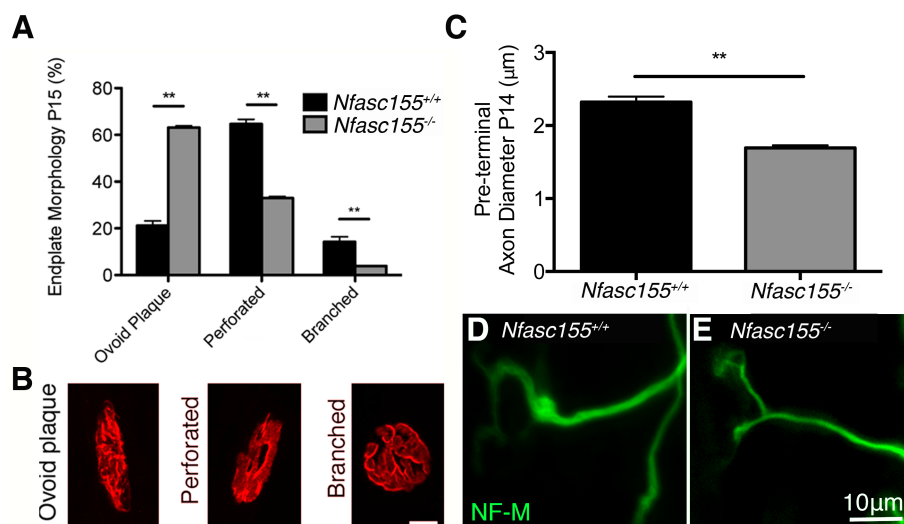 A
Endplate Morphology P15 (%)
80
60
40
20
0
**
**
**
Nfasc155+/+
Nfasc155-/-
Ovoid Plaque
Perforated
Branched
B
Ovoid plaque
Perforated
Branched
C
Pre-terminal
Axon Diameter P14 (μm)
3
2
1
0
**
Nfasc155+/+
Nfasc155-/-
D
Nfasc155+/+
NF-M
E
Nfasc155-/-
10μm